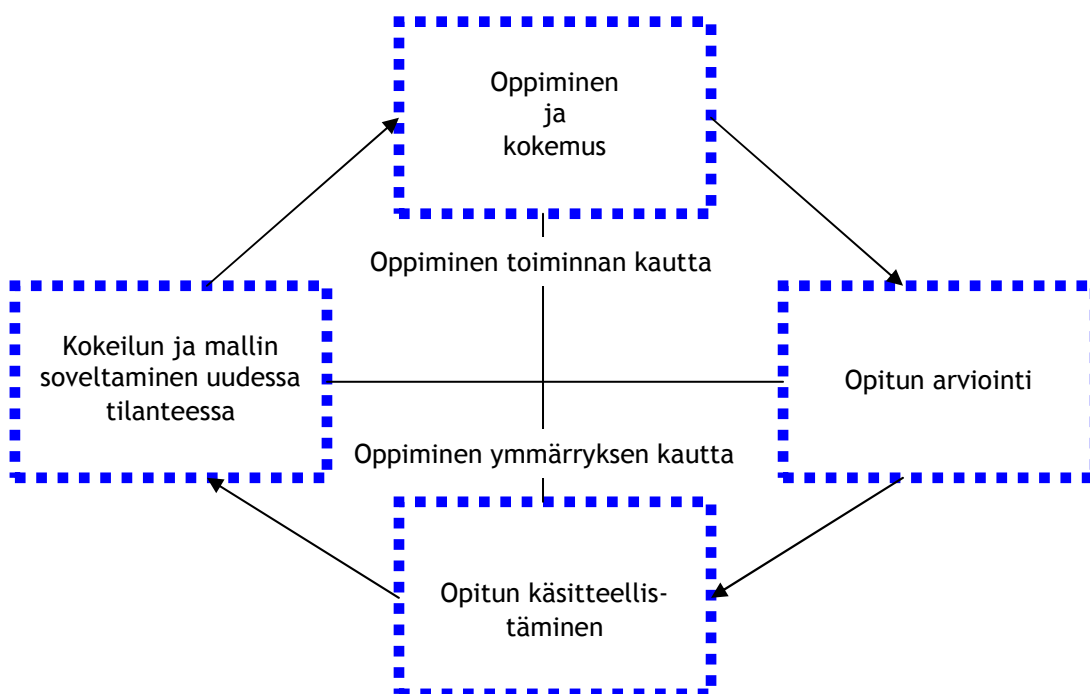 Oppiminen
ja
kokemus
Oppiminen toiminnan kautta
Kokeilun ja mallin
soveltaminen uudessa
tilanteessa
Opitun arviointi
Oppiminen ymmärryksen kautta
Opitun käsitteellis-
täminen